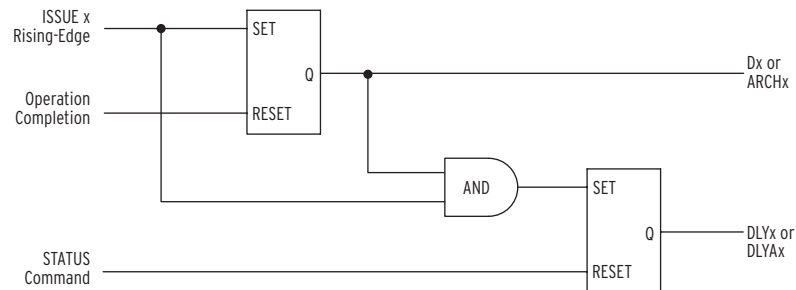 ISSUE x
Rising-Edge
SET
Q
Dx or
ARCHx
Operation
Completion
RESET
AND
SET
Q
DLYx or
DLYAx
STATUS
Command
RESET